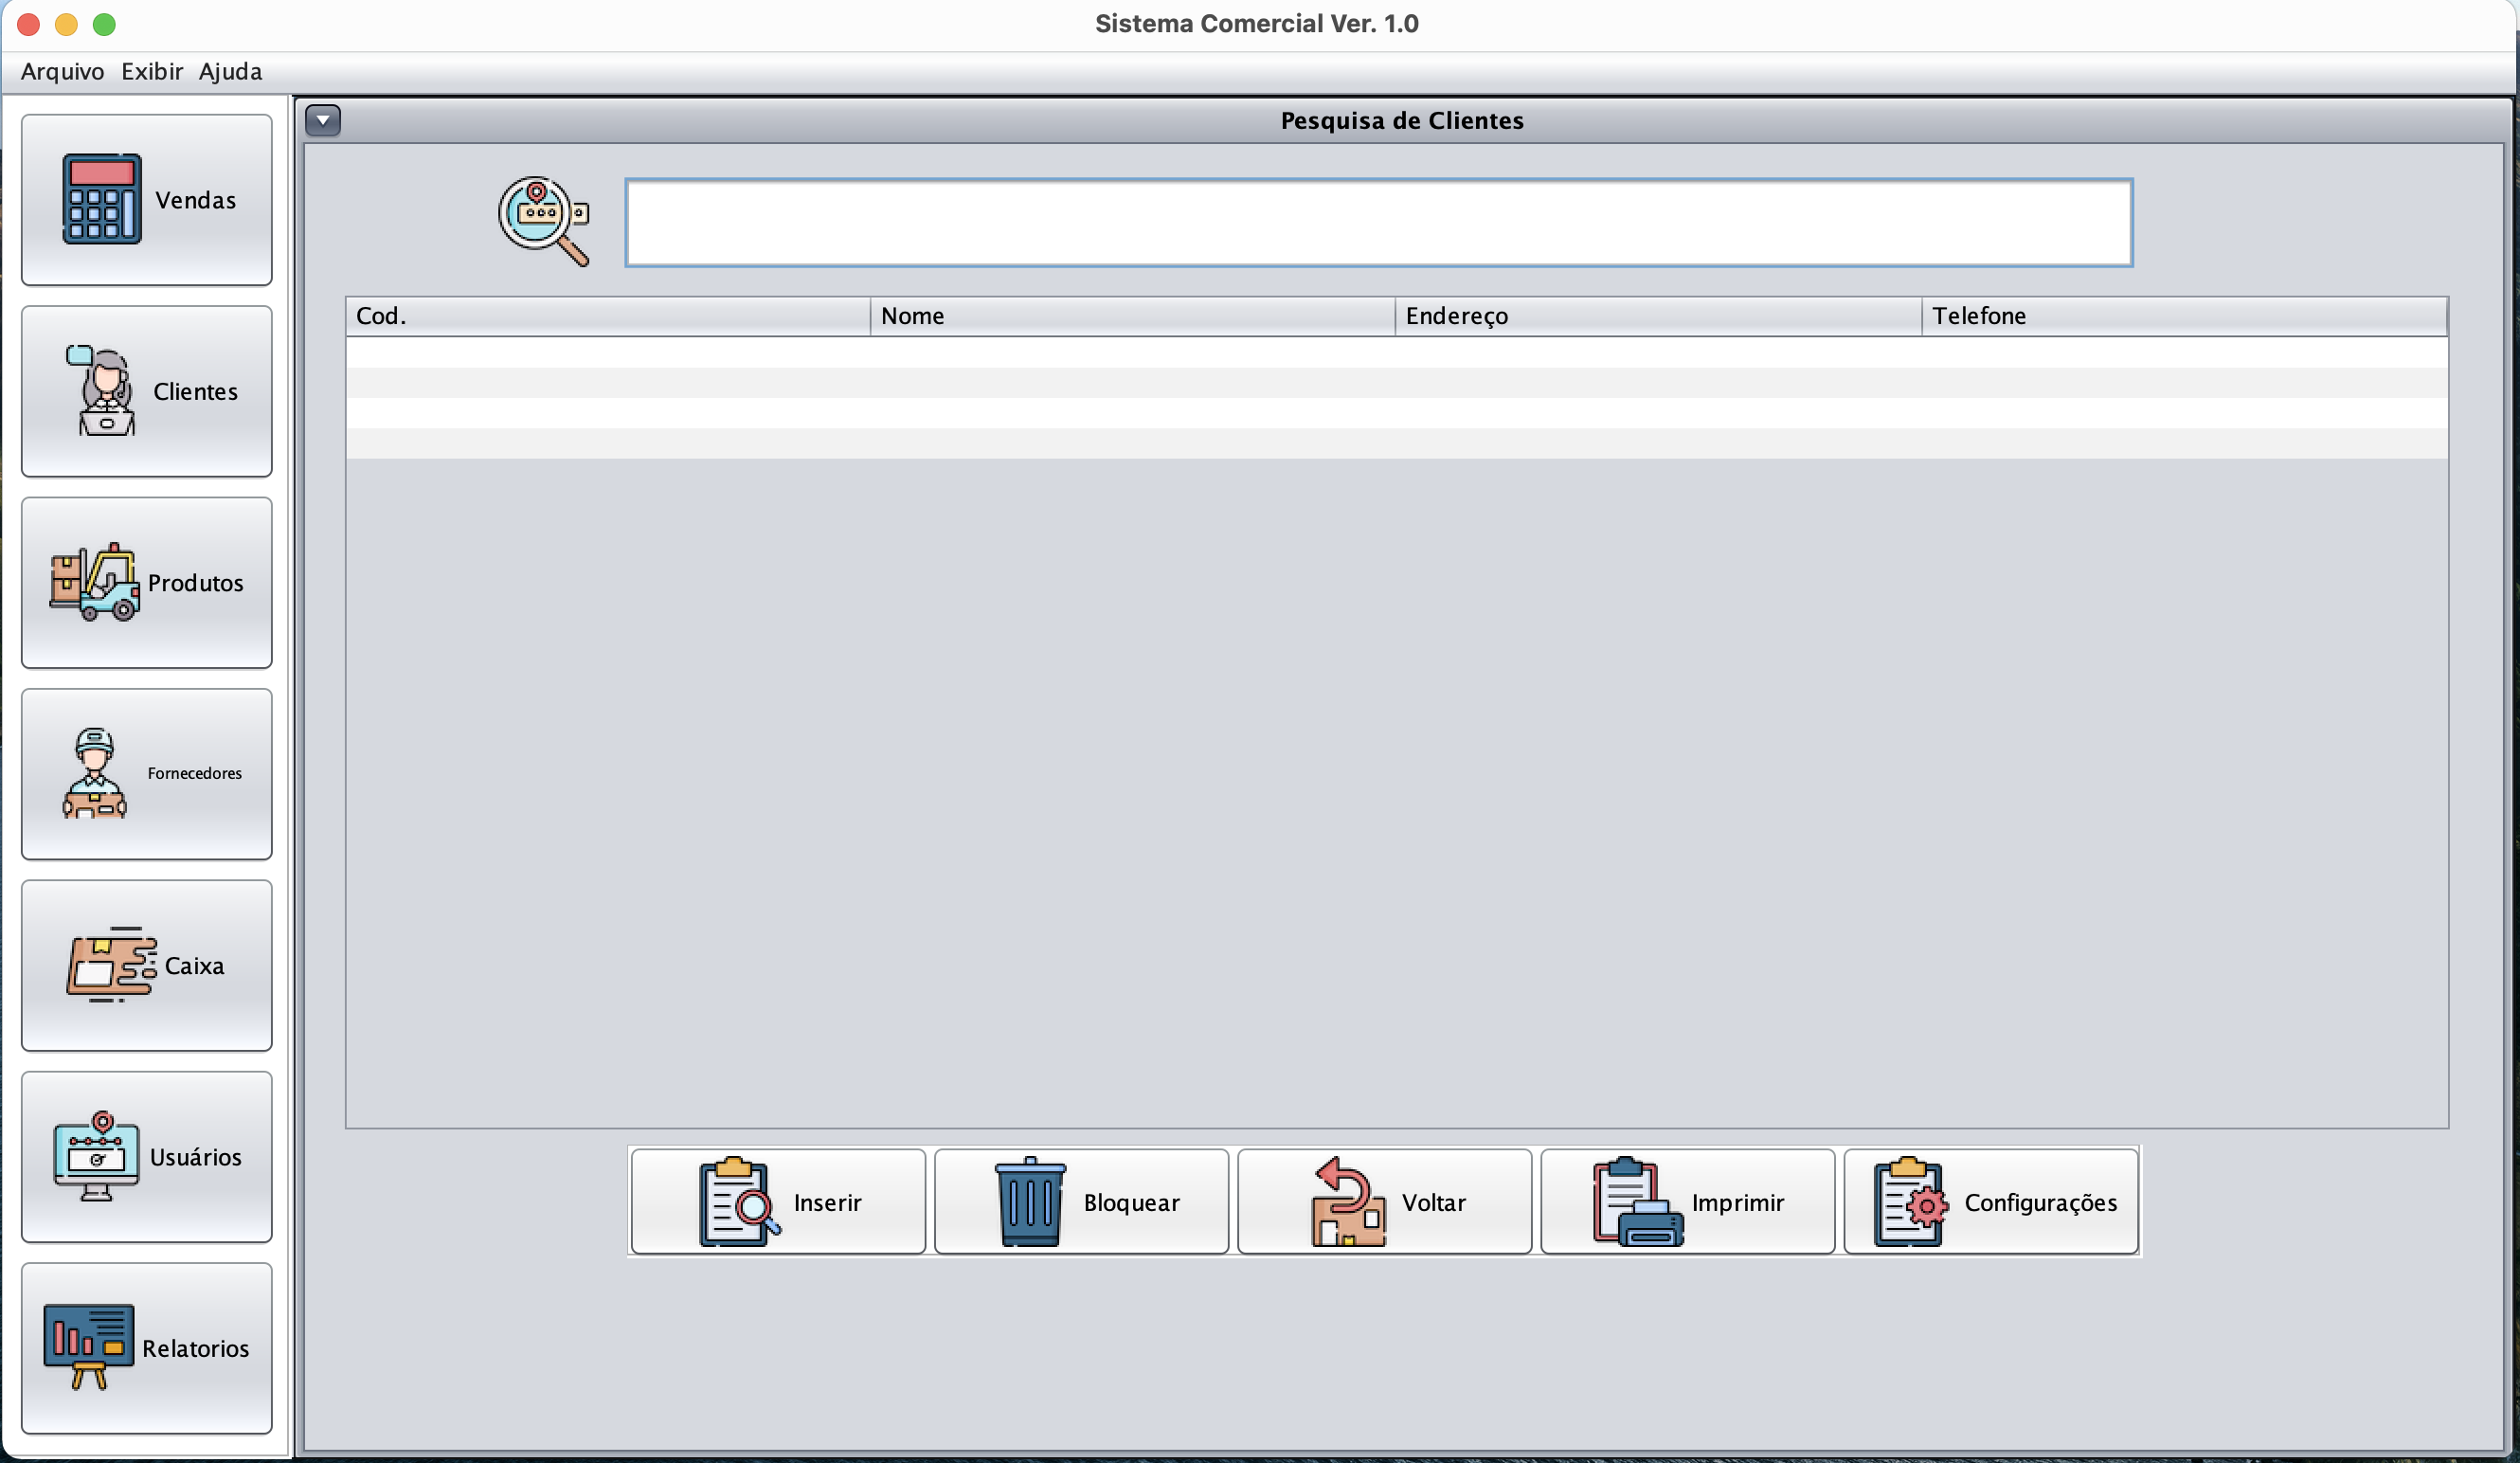 Sistema Comercial Ver. 1.0
Arquivo Exibir Ajuda
Vendas
Clientes
Produtos
Fornecedores
Caixa
Usuários
Relatorios
Pesquisa de Clientes
Cod. Nome Endereço Telefone
Inserir Bloquear Voltar Imprimir Configurações